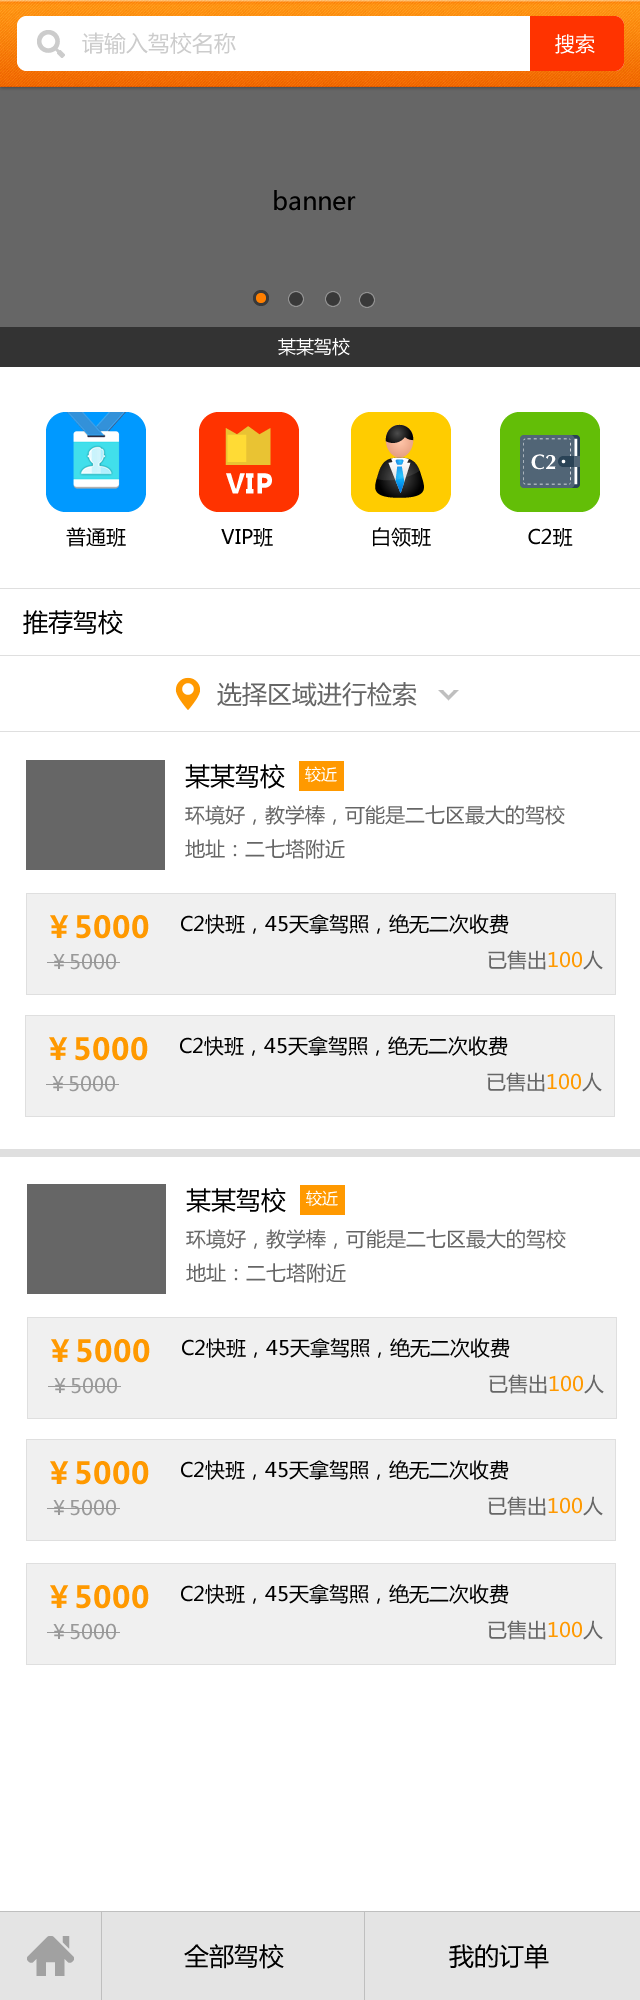 请输入驾校名称 搜索
banner
某某驾校
VIP
C2
普通班 VIP班 白领班 C2班
推荐驾校
选择区域进行检索
某某驾校 较近
环境好，教学棒，可能是二七区最大的驾校
地址：二七塔附近
¥5000 C2快班，45天拿驾照，绝无二次收费
¥5000 已售出100人
¥5000 C2快班，45天拿驾照，绝无二次收费
¥5000 已售出100人
某某驾校 较近
环境好，教学棒，可能是二七区最大的驾校
地址：二七塔附近
¥5000 C2快班，45天拿驾照，绝无二次收费
¥5000 已售出100人
¥5000 C2快班，45天拿驾照，绝无二次收费
¥5000 已售出100人
¥5000 C2快班，45天拿驾照，绝无二次收费
¥5000 已售出100人
全部驾校 我的订单